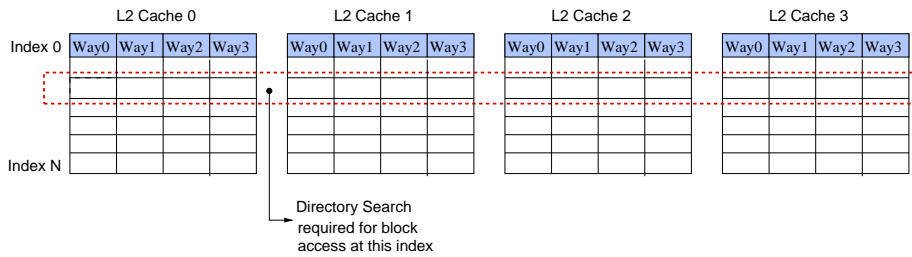 L2 Cache 0 L2 Cache 1 L2 Cache 2 L2 Cache 3
Index 0 Way0 Way1 Way2 Way3 Way0 Way1 Way2 Way3 Way0 Way1 Way2 Way3 Way0 Way1 Way2 Way3
Index N
Directory Search
required for block
access at this index